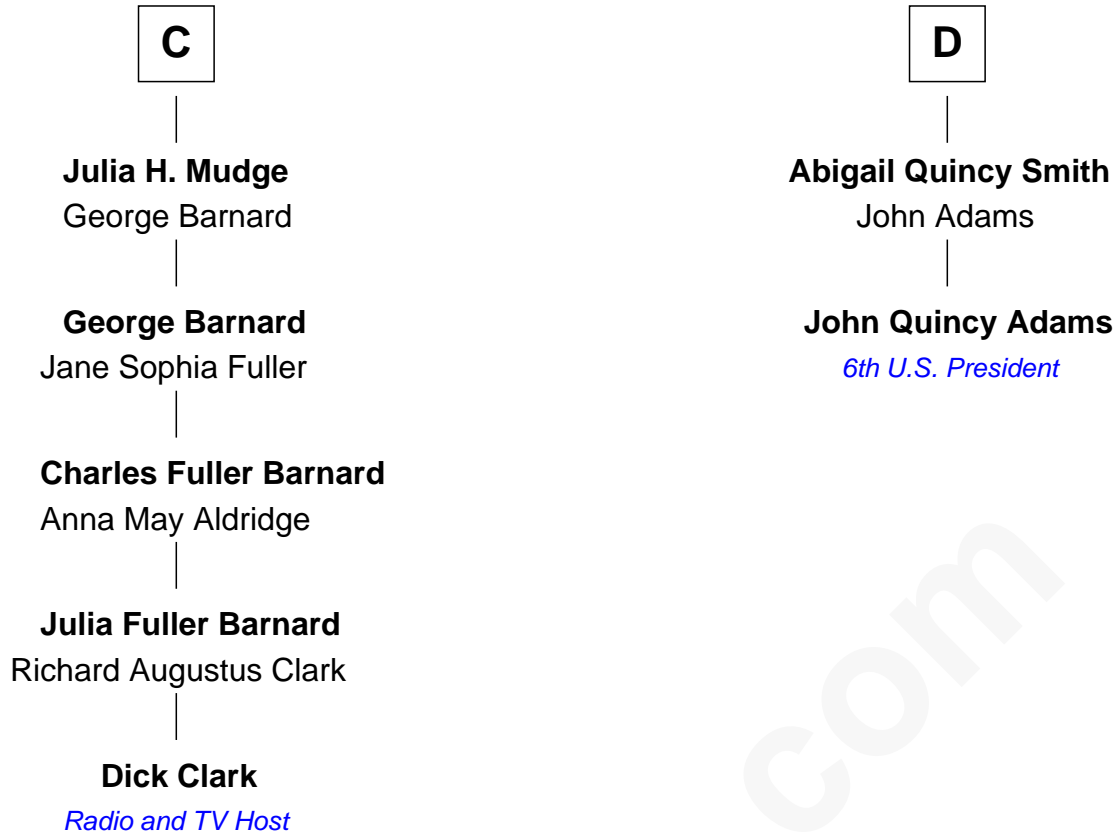 C
Julia H. Mudge
George Barnard
George Barnard
Jane Sophia Fuller
Charles Fuller Barnard
Anna May Aldridge
Julia Fuller Barnard
Richard Augustus Clark
Dick Clark
Radio and TV Host
D
Abigail Quincy Smith
John Adams
John Quincy Adams
6th U.S. President
com